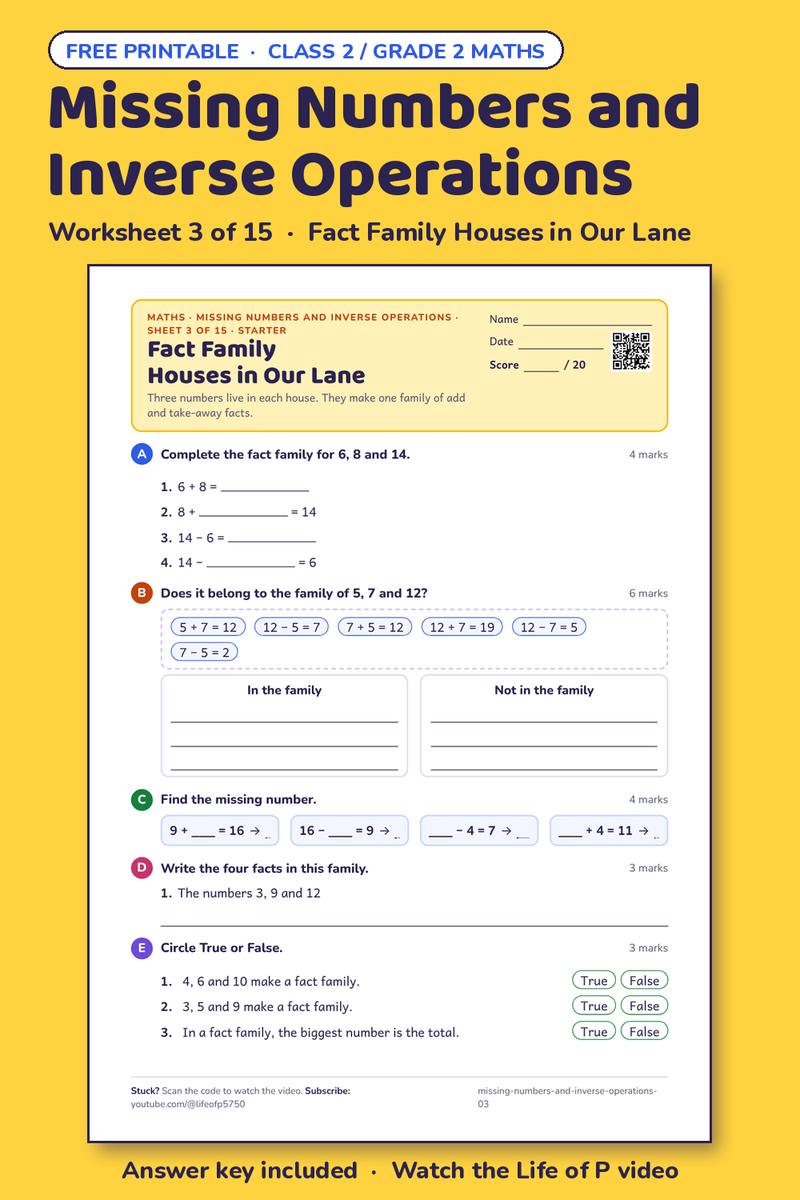 FREE PRINTABLE · CLASS 2 / GRADE 2 MATHS
Missing Numbers and
Inverse Operations
Worksheet 3 of 15 · Fact Family Houses in Our Lane
MATHS · MISSING NUMBERS AND INVERSE OPERATIONS ·
SHEET 3 OF 15 · STARTER
Fact Family
Houses in Our Lane
Three numbers live in each house. They make one family of add
and take-away facts.
Name ____
Date ____
Score ____ / 20
A Complete the fact family for 6, 8 and 14. 4 marks
1. 6 + 8 = ____
2. 8 + ____ = 14
3. 14 − 6 = ____
4. 14 − ____ = 6
B Does it belong to the family of 5, 7 and 12? 6 marks
5 + 7 = 12 12 − 5 = 7 7 + 5 = 12 12 + 7 = 19 12 − 7 = 5
7 − 5 = 2
In the family Not in the family
C Find the missing number. 4 marks
9 + ___ = 16 → _ 16 − ___ = 9 → _ ___ − 4 = 7 → _ ___ + 4 = 11 → _
D Write the four facts in this family. 3 marks
1. The numbers 3, 9 and 12
E Circle True or False. 3 marks
1. 4, 6 and 10 make a fact family. True False
2. 3, 5 and 9 make a fact family. True False
3. In a fact family, the biggest number is the total. True False
Stuck? Scan the code to watch the video. Subscribe:
youtube.com/@lifeofp5750
missing-numbers-and-inverse-operations-
03
Answer key included · Watch the Life of P video